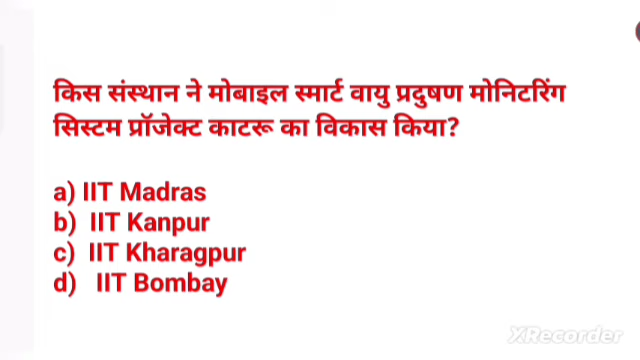 किस संस्थान ने मोबाइल स्मार्ट वायु प्रदुषण मोनिटरिंग
सिस्टम प्रॉजेक्ट काटरू का विकास किया?
a) IIT Madras
b) IIT Kanpur
c) IIT Kharagpur
d) IIT Bombay
XRecorder